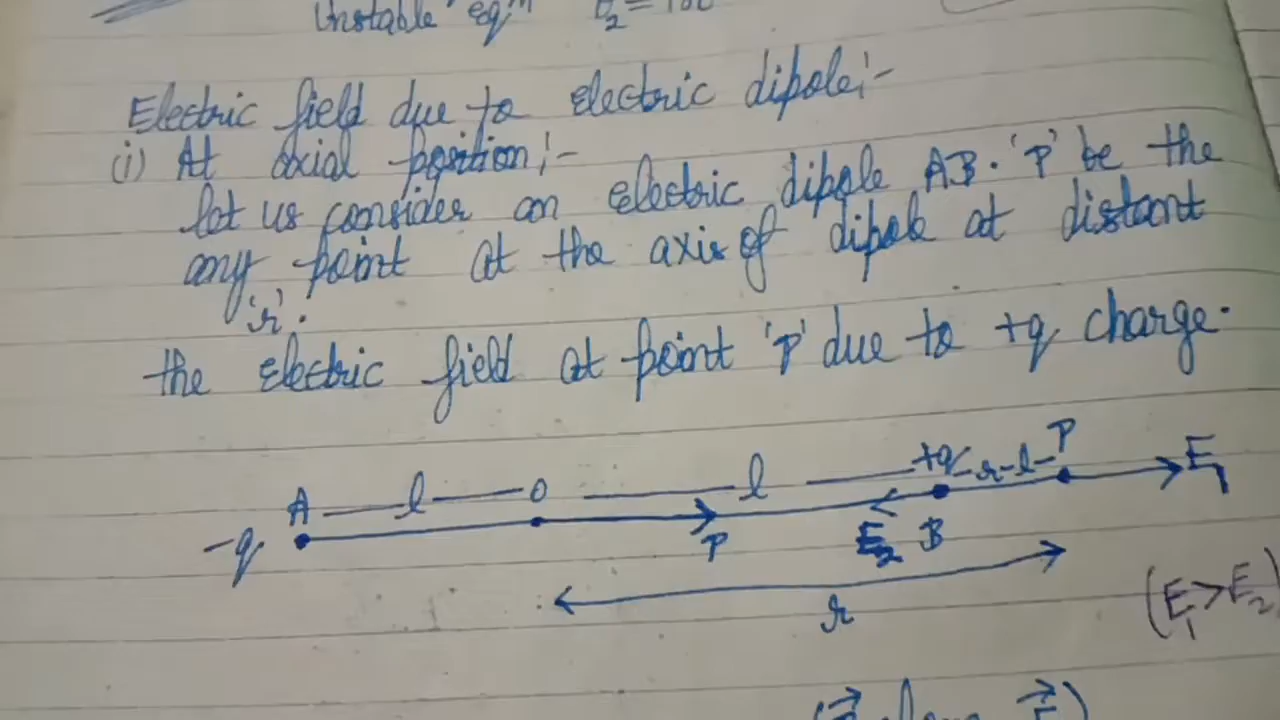 Unstable eqⁿ
Electric field due to electric dipole;-
(i) At axial position;-
let us consider an electric dipole AB. 'P' be the
any point at the axis of dipole at distant
'r'.
the electric field at point 'P' due to +q charge.
A l O l +q r-l P E₁
-q P E₂ B
r
(E₁>E₂)